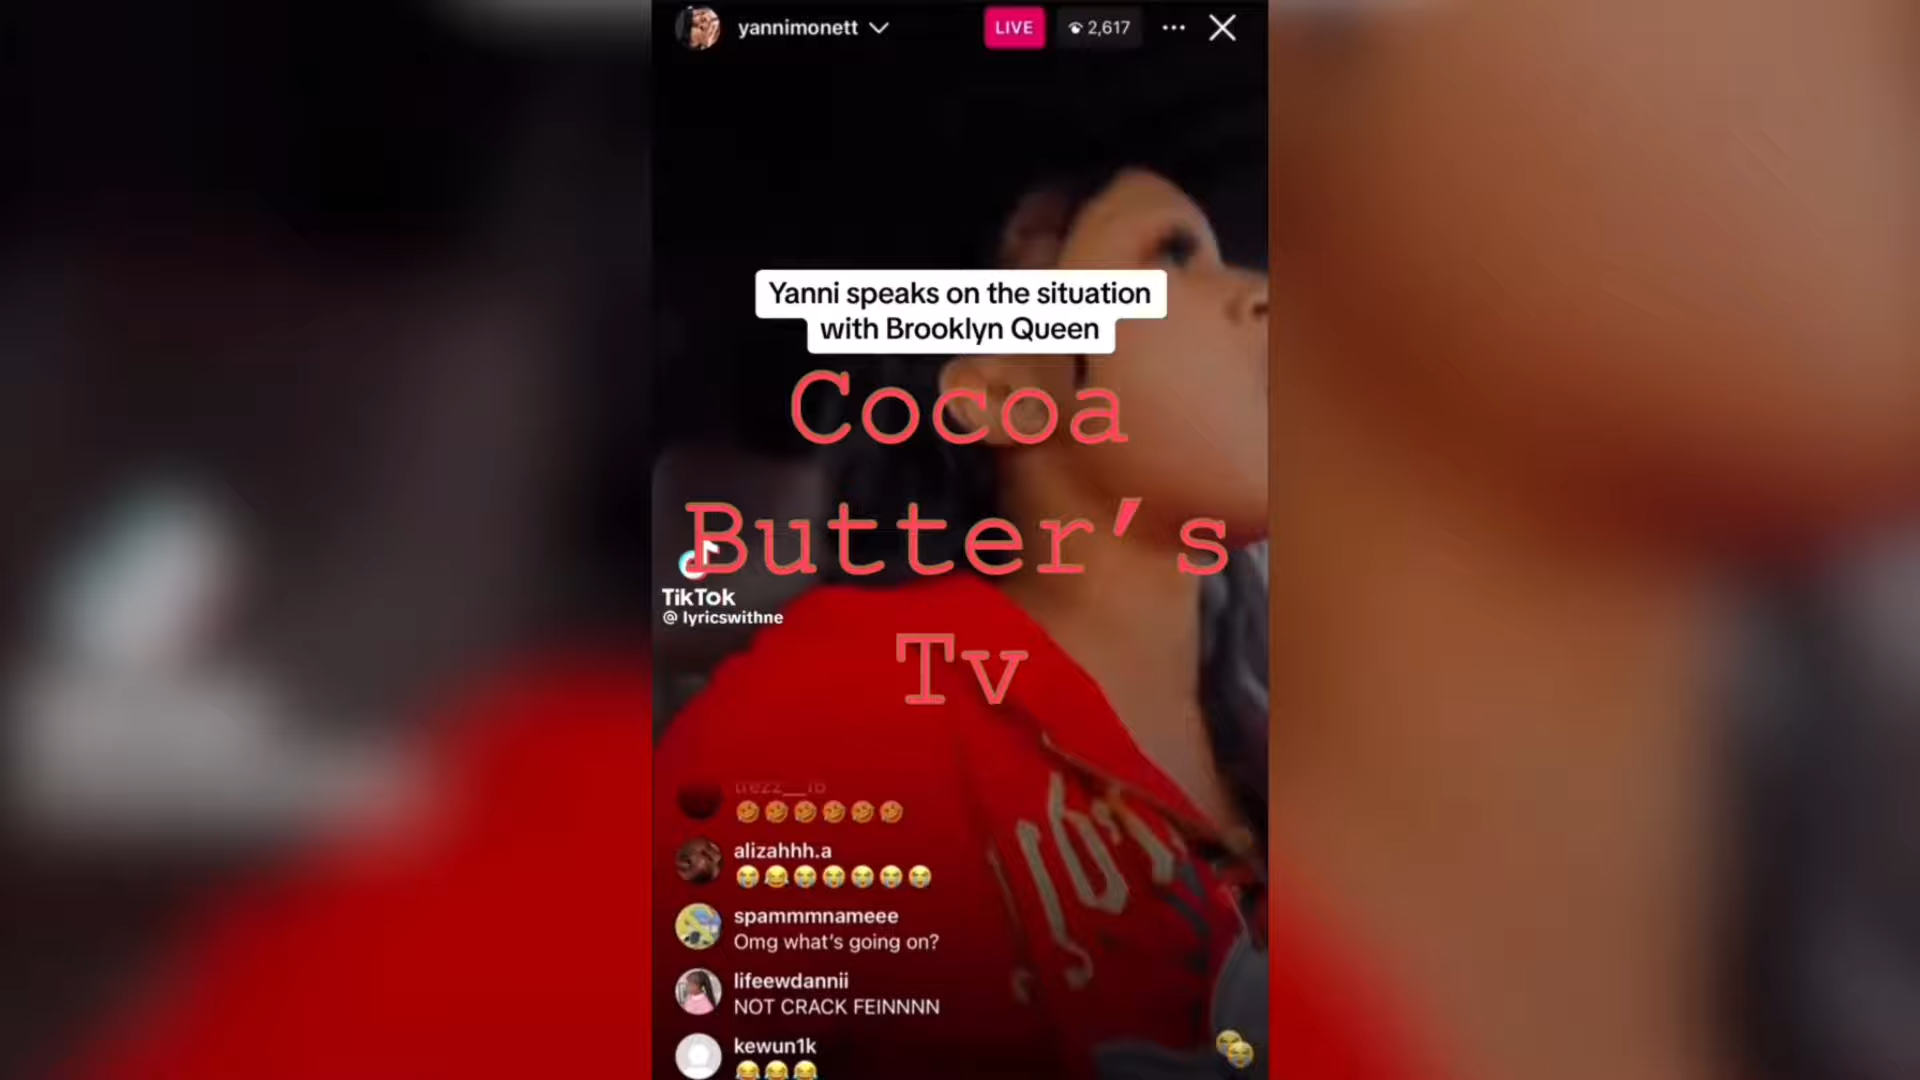 yannimonett
LIVE
2,617
Yanni speaks on the situation
with Brooklyn Queen
Cocoa
Butter’s
Tv
TikTok
@ lyricswithne
🤣🤣🤣🤣🤣🤣
alizahhh.a
😭😂😭😭😭😭😭
spammmnameee
Omg what's going on?
lifeewdannii
NOT CRACK FEINNNN
kewun1k
😂😂😂